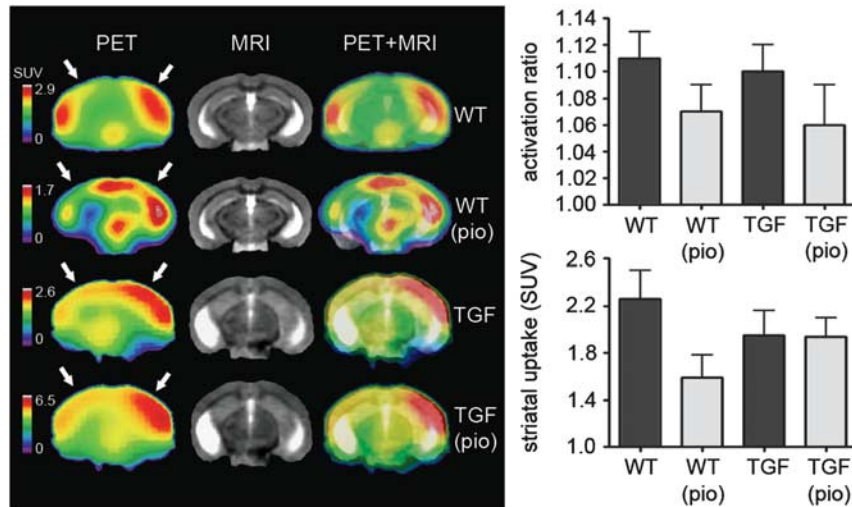 PET MRI PET+MRI
SUV
2.9
0
WT
1.7
0
WT
(pio)
2.6
0
TGF
6.5
0
TGF
(pio)
activation ratio
1.14
1.12
1.10
1.08
1.06
1.04
1.02
1.00
WT WT TGF TGF
(pio) (pio)
striatal uptake (SUV)
2.6
2.2
1.8
1.4
1.0
WT WT TGF TGF
(pio) (pio)